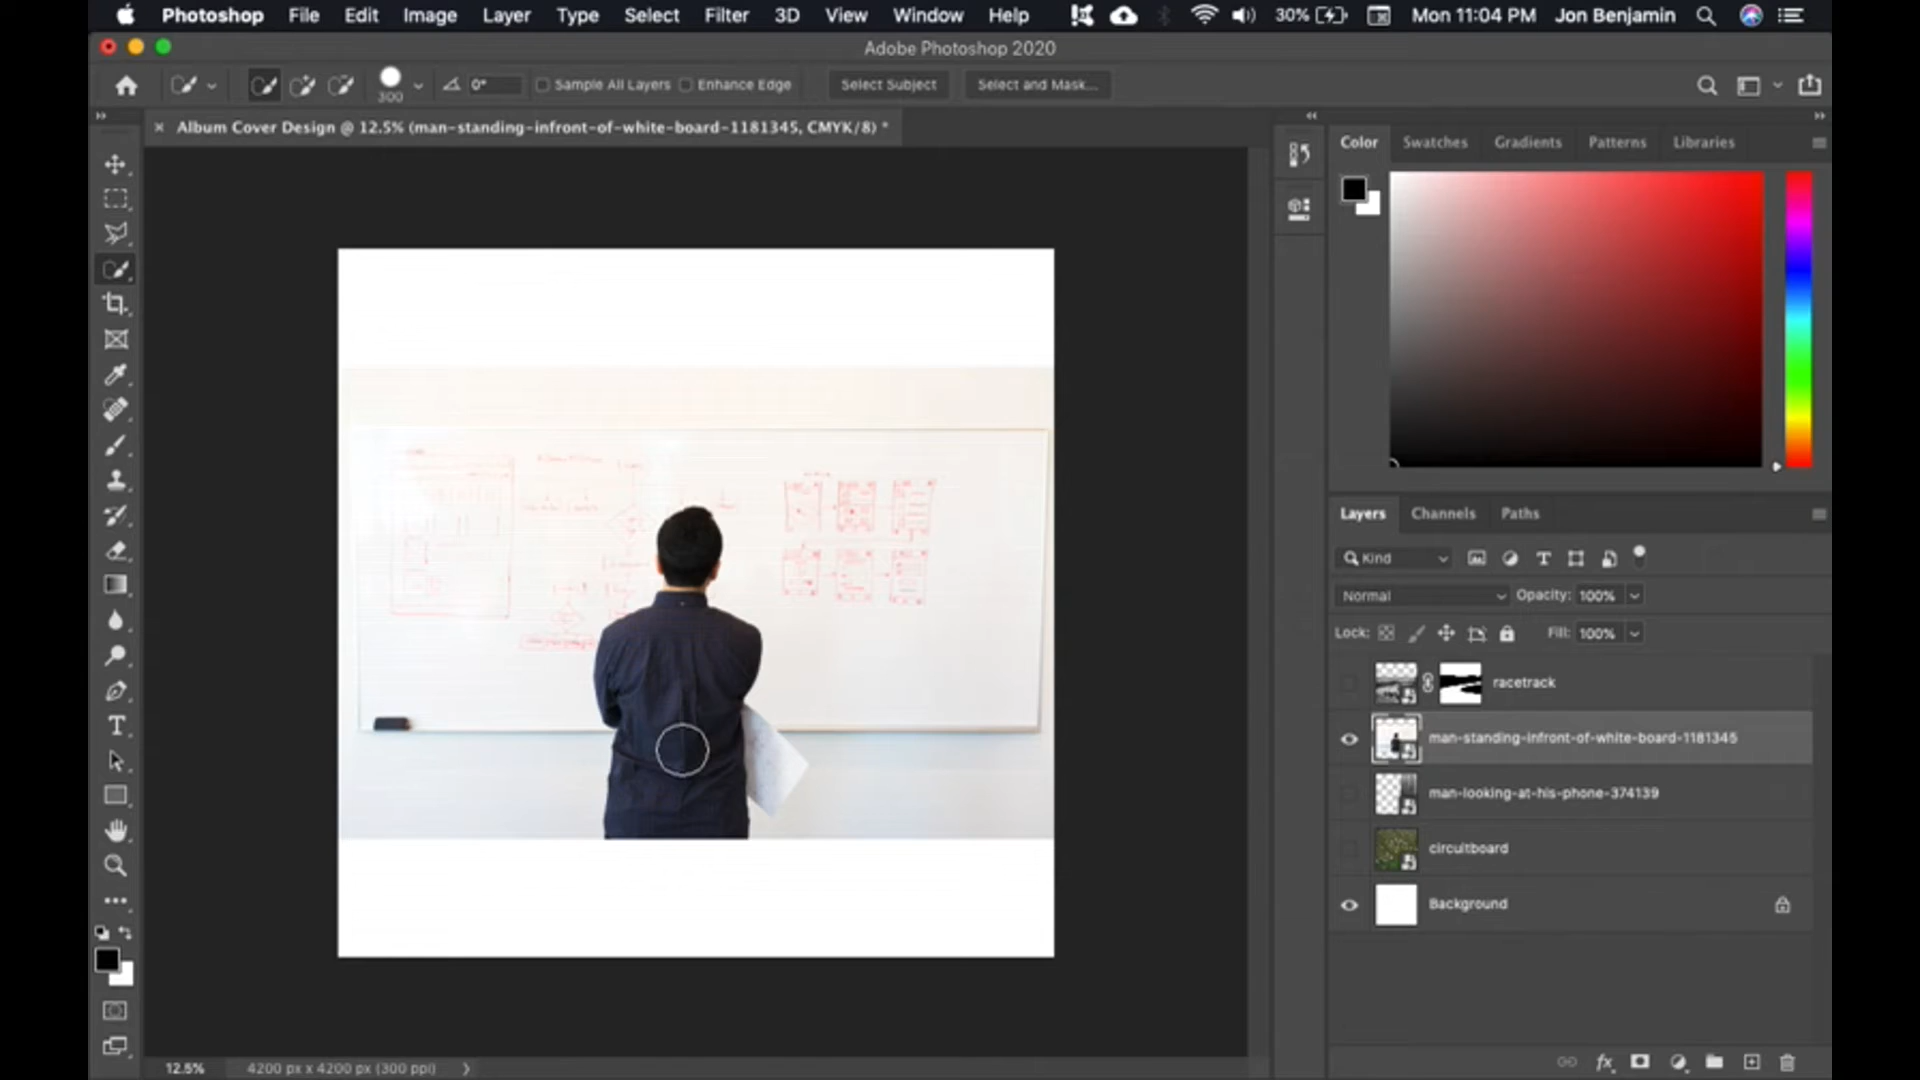 Photoshop File Edit Image Layer Type Select Filter 3D View Window Help 30% Mon 11:04 PM Jon Benjamin
Adobe Photoshop 2020
300 0° Sample All Layers Enhance Edge Select Subject Select and Mask...
× Album Cover Design @ 12.5% (man-standing-infront-of-white-board-1181345, CMYK/8) *
Color Swatches Gradients Patterns Libraries
Layers Channels Paths
Kind
Normal Opacity: 100%
Lock: Fill: 100%
racetrack
man-standing-infront-of-white-board-1181345
man-looking-at-his-phone-374139
circuitboard
Background
12.5% 4200 px x 4200 px (300 ppi)